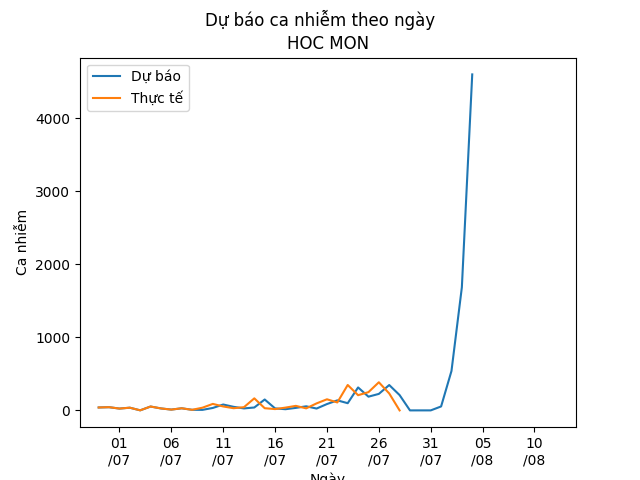 Dự báo ca nhiễm theo ngày
HOC MON
Dự báo
Thực tế
Ca nhiễm
4000
3000
2000
1000
0
01 06 11 16 21 26 31 05 10
/07 /07 /07 /07 /07 /07 /07 /08 /08
Ngày